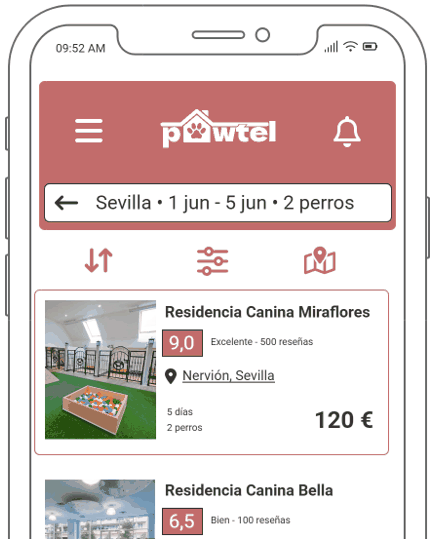 09:52 AM
pawtel
Sevilla • 1 jun - 5 jun • 2 perros
Residencia Canina Miraflores
9,0 Excelente - 500 reseñas
Nervión, Sevilla
5 días
2 perros
120 €
Residencia Canina Bella
6,5 Bien - 100 reseñas